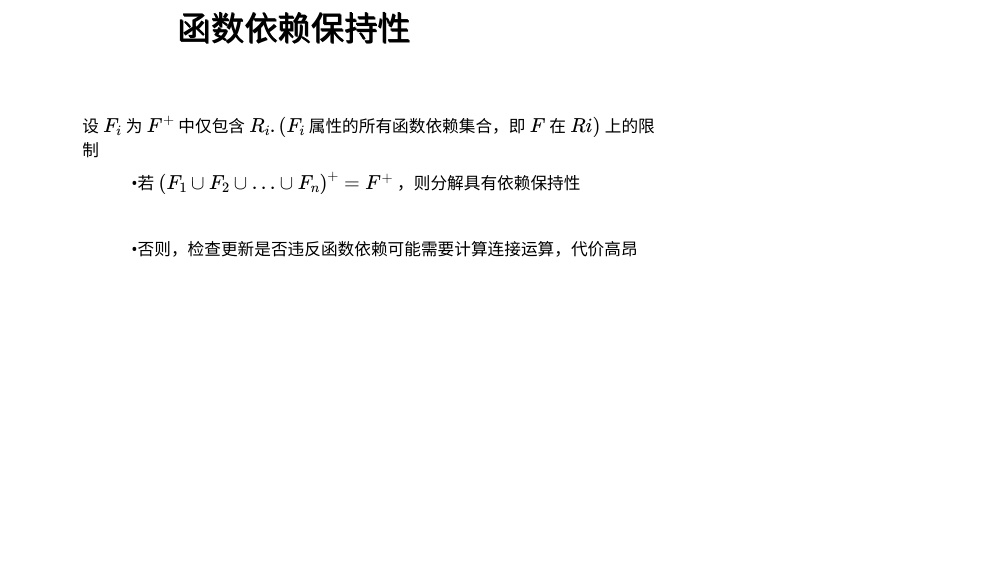 函数依赖保持性
设 F_i 为 F^+ 中仅包含 R_i.(F_i 属性的所有函数依赖集合，即 F 在 Ri) 上的限
制
•若 (F_1 ∪ F_2 ∪ … ∪ F_n)^+ = F^+ ，则分解具有依赖保持性
•否则，检查更新是否违反函数依赖可能需要计算连接运算，代价高昂